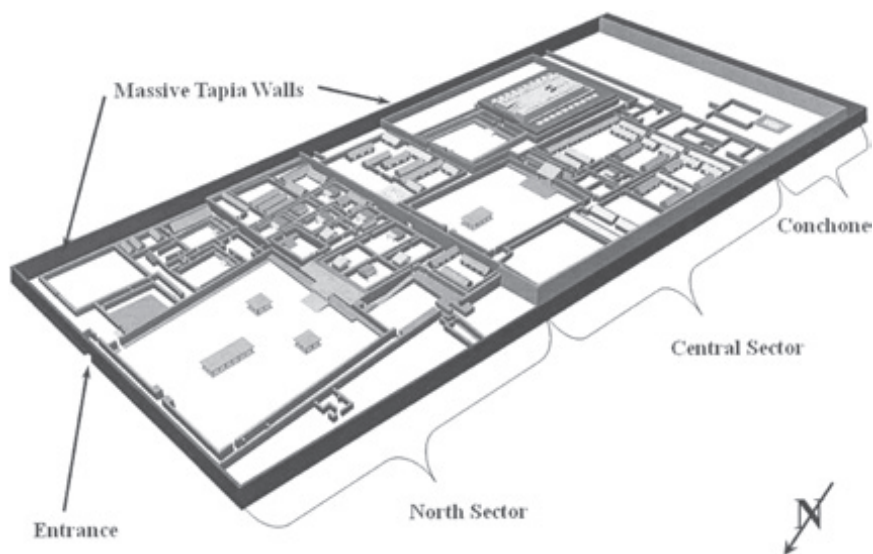 Massive Tapia Walls
Conchone
Central Sector
North Sector
Entrance
N